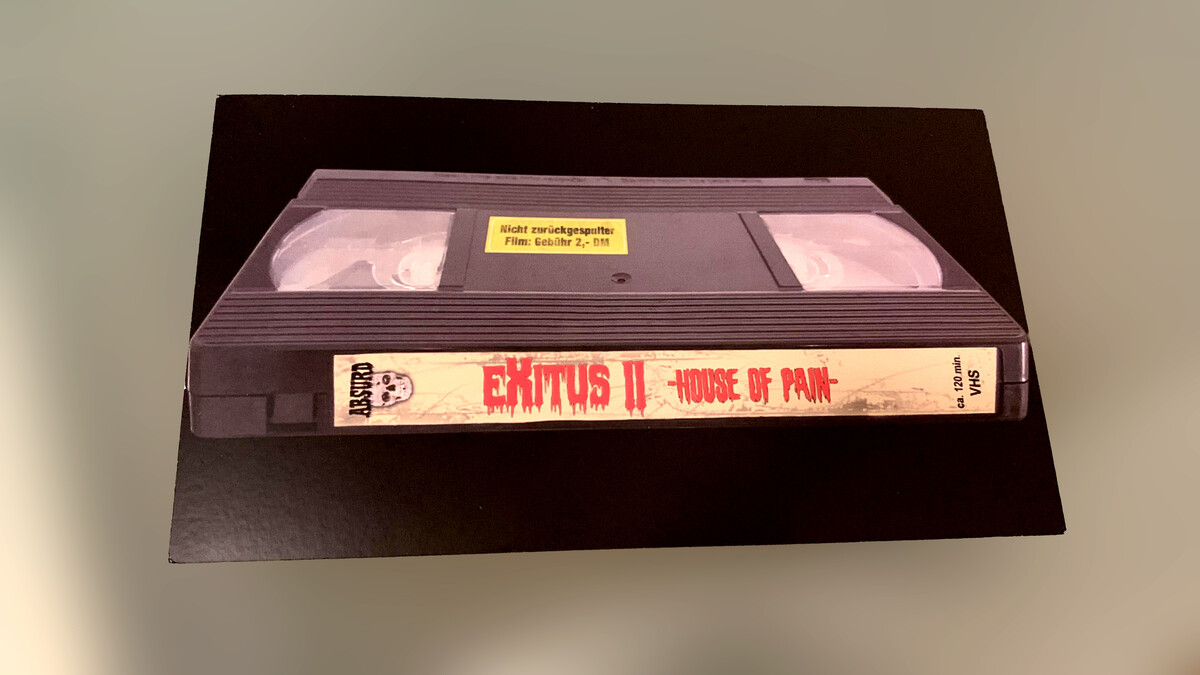 Nicht zurückgespulter
Film: Gebühr 2,- DM
ABSURD
EXITUS II -HOUSE OF PAIN-
ca. 120 min.
VHS